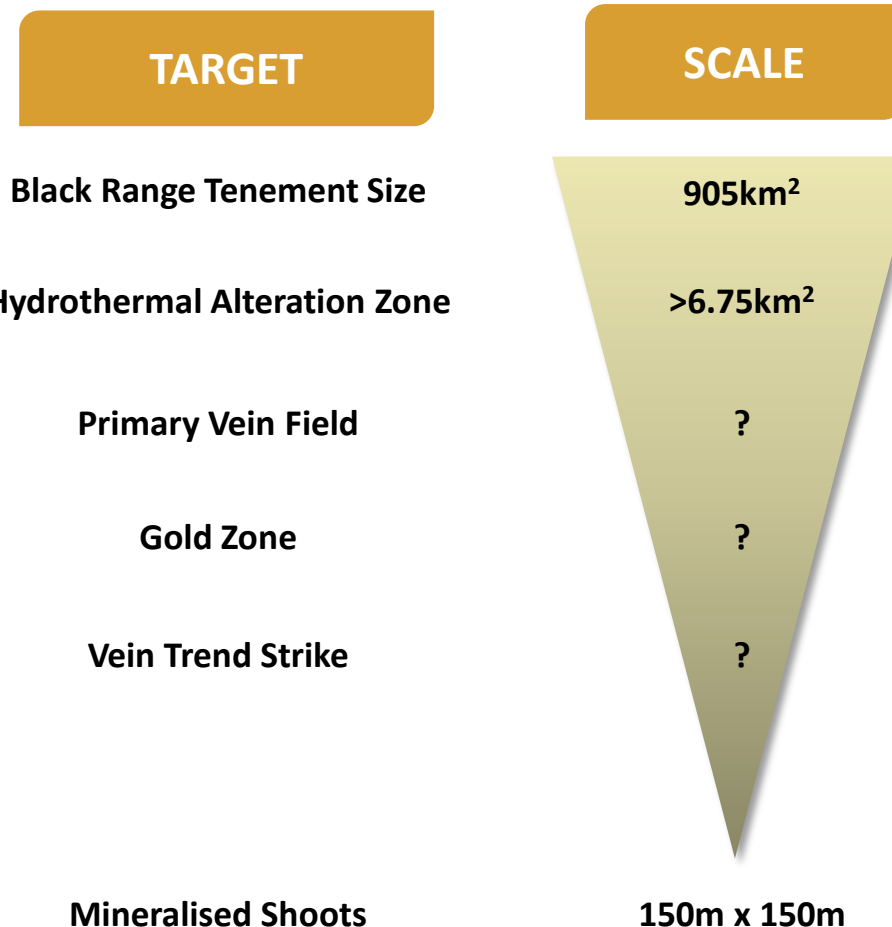 TARGET
SCALE
Black Range Tenement Size
905km²
Hydrothermal Alteration Zone
>6.75km²
Primary Vein Field
?
Gold Zone
?
Vein Trend Strike
?
Mineralised Shoots
150m x 150m